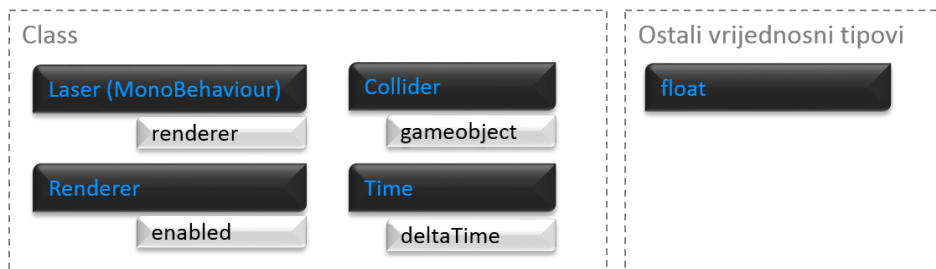 Class
Laser (MonoBehaviour)
renderer
Renderer
enabled
Collider
gameobject
Time
deltaTime
Ostali vrijednosni tipovi
float